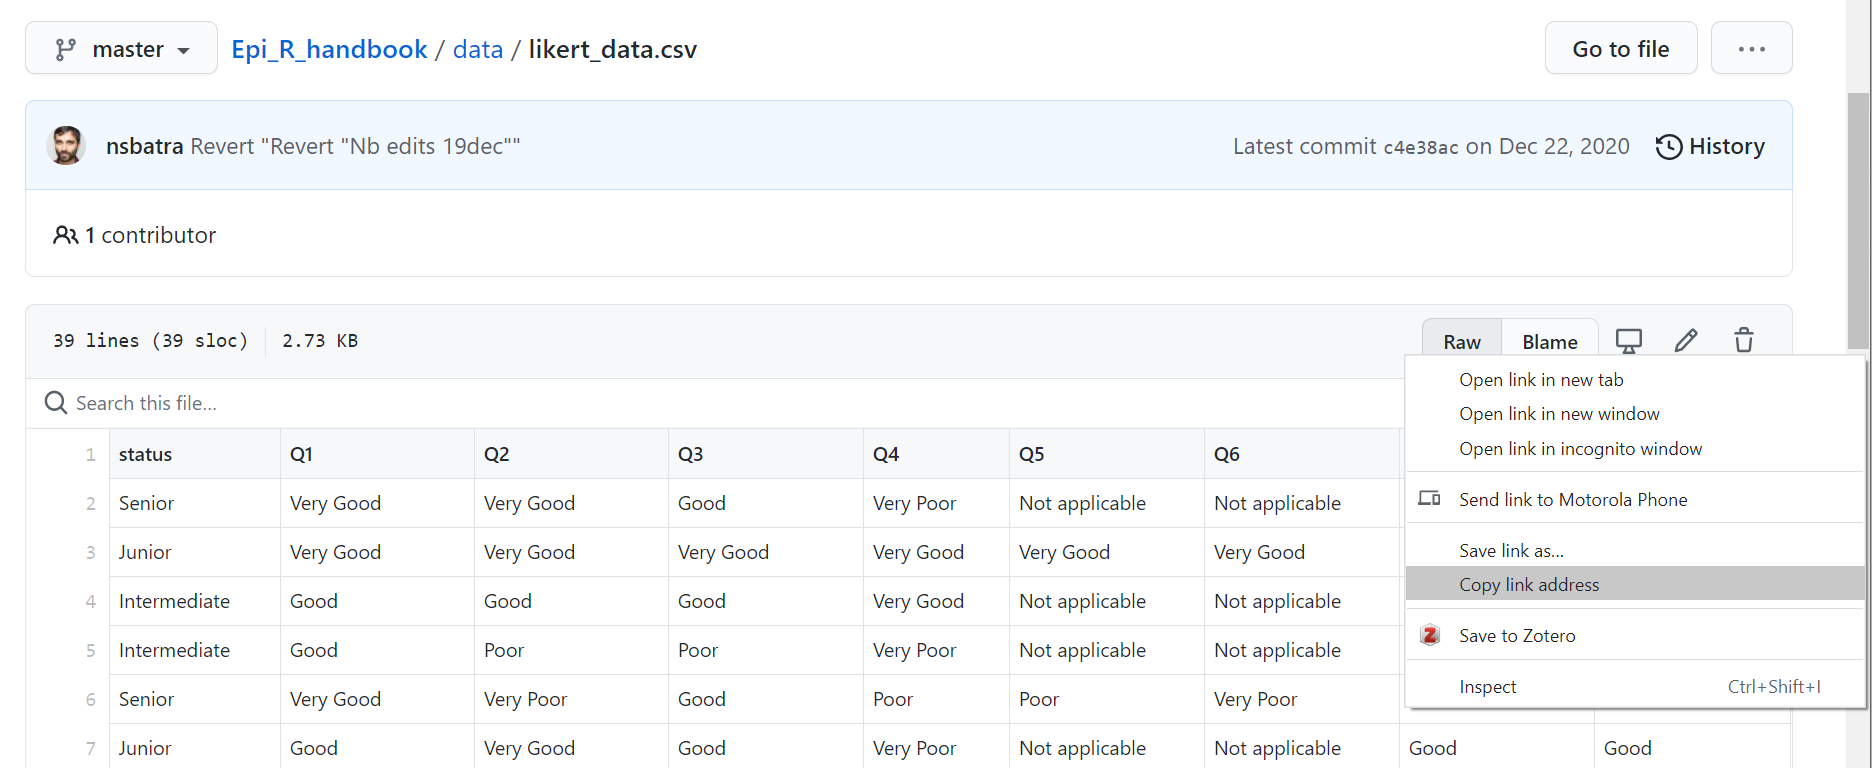 master Epi_R_handbook / data / likert_data.csv Go to file ...
nsbatra Revert "Revert "Nb edits 19dec"" Latest commit c4e38ac on Dec 22, 2020 History
1 contributor
39 lines (39 sloc) 2.73 KB Raw Blame
Open link in new tab
Search this file...
Open link in new window
Open link in incognito window
1 status Q1 Q2 Q3 Q4 Q5 Q6
2 Senior Very Good Very Good Good Very Poor Not applicable Not applicable
Send link to Motorola Phone
3 Junior Very Good Very Good Very Good Very Good Very Good Very Good
Save link as...
Copy link address
4 Intermediate Good Good Good Very Good Not applicable Not applicable
Z Save to Zotero
5 Intermediate Good Poor Poor Very Poor Not applicable Not applicable
Inspect Ctrl+Shift+I
6 Senior Very Good Very Poor Good Poor Poor Very Poor
7 Junior Good Very Good Good Very Poor Not applicable Not applicable Good Good